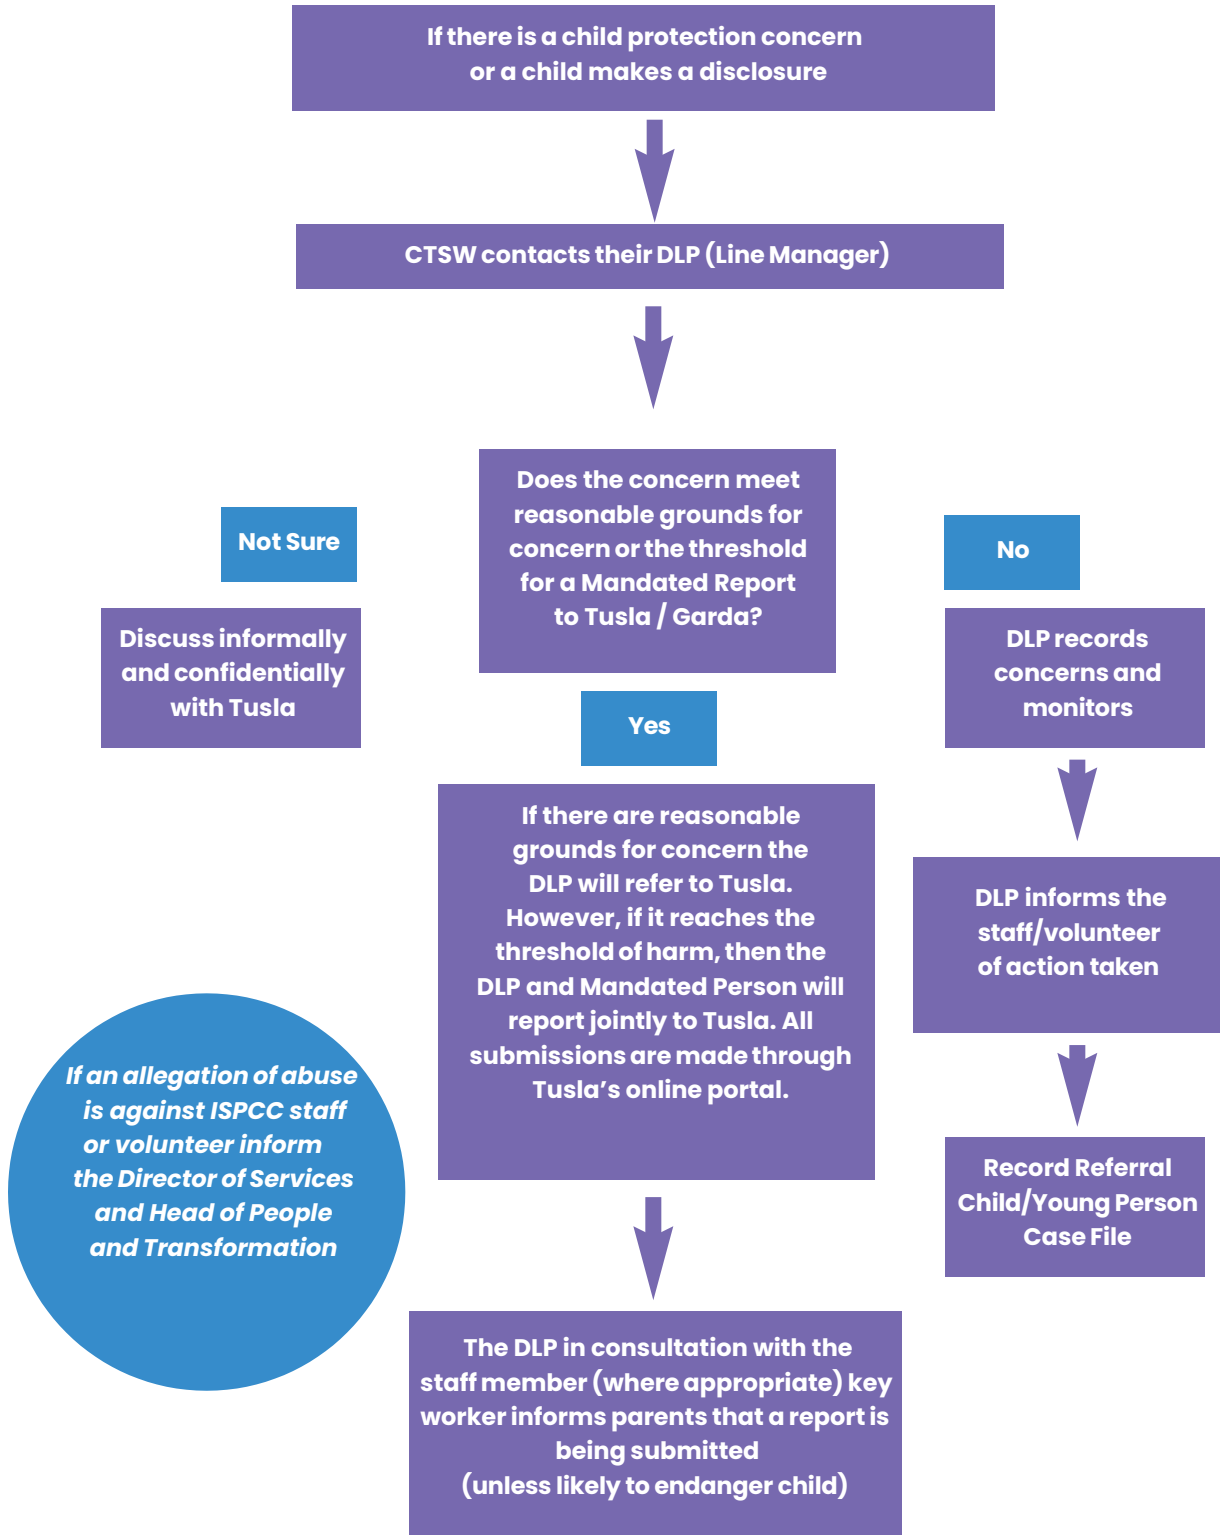 If there is a child protection concern
or a child makes a disclosure
CTSW contacts their DLP (Line Manager)
Does the concern meet
reasonable grounds for
concern or the threshold
for a Mandated Report
to Tusla / Garda?
Not Sure
Discuss informally
and confidentially
with Tusla
No
DLP records
concerns and
monitors
DLP informs the
staff/volunteer
of action taken
Record Referral
Child/Young Person
Case File
Yes
If there are reasonable
grounds for concern the
DLP will refer to Tusla.
However, if it reaches the
threshold of harm, then the
DLP and Mandated Person will
report jointly to Tusla. All
submissions are made through
Tusla’s online portal.
The DLP in consultation with the
staff member (where appropriate) key
worker informs parents that a report is
being submitted
(unless likely to endanger child)
If an allegation of abuse
is against ISPCC staff
or volunteer inform
the Director of Services
and Head of People
and Transformation